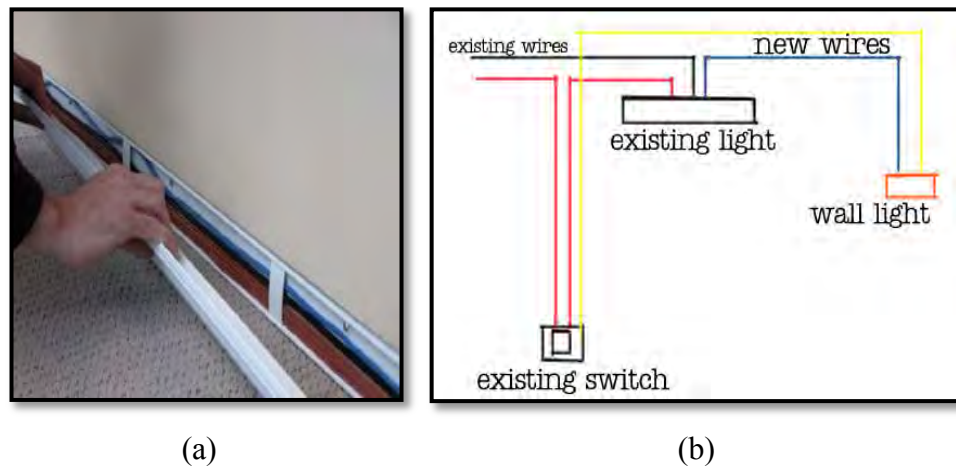 existing wires
new wires
existing light
wall light
existing switch
(a)
(b)